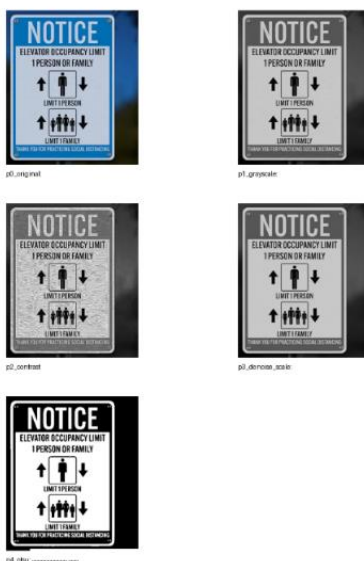 NOTICE
ELEVATOR OCCUPANCY LIMIT
1 PERSON OR FAMILY
LIMIT 1 PERSON
LIMIT 1 FAMILY
THANK YOU FOR PRACTICING SOCIAL DISTANCING
p0_original
NOTICE
ELEVATOR OCCUPANCY LIMIT
1 PERSON OR FAMILY
LIMIT 1 PERSON
LIMIT 1 FAMILY
THANK YOU FOR PRACTICING SOCIAL DISTANCING
p1_grayscale
NOTICE
ELEVATOR OCCUPANCY LIMIT
1 PERSON OR FAMILY
LIMIT 1 PERSON
LIMIT 1 FAMILY
THANK YOU FOR PRACTICING SOCIAL DISTANCING
p2_contrast
NOTICE
ELEVATOR OCCUPANCY LIMIT
1 PERSON OR FAMILY
LIMIT 1 PERSON
LIMIT 1 FAMILY
THANK YOU FOR PRACTICING SOCIAL DISTANCING
p3_denoise_scale
NOTICE
ELEVATOR OCCUPANCY LIMIT
1 PERSON OR FAMILY
LIMIT 1 PERSON
LIMIT 1 FAMILY
THANK YOU FOR PRACTICING SOCIAL DISTANCING